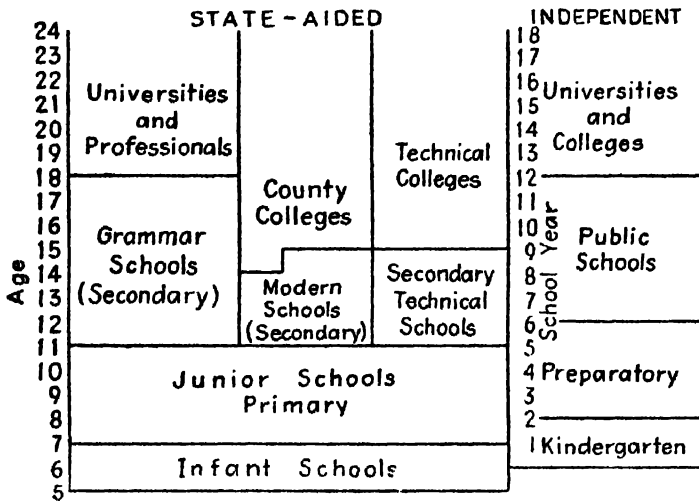 STATE-AIDED
INDEPENDENT
24
23
22
21
20
19
18
17
16
15
14
13
12
11
10
9
8
7
6
5
Age
Universities
and
Professionals
Grammar
Schools
(Secondary)
County
Colleges
Modern
Schools
(Secondary)
Technical
Colleges
Secondary
Technical
Schools
Junior Schools
Primary
Infant Schools
18
17
16
15
14
13
12
11
10
9
8
7
6
5
4
3
2
1
School Year
Universities
and
Colleges
Public
Schools
Preparatory
Kindergarten